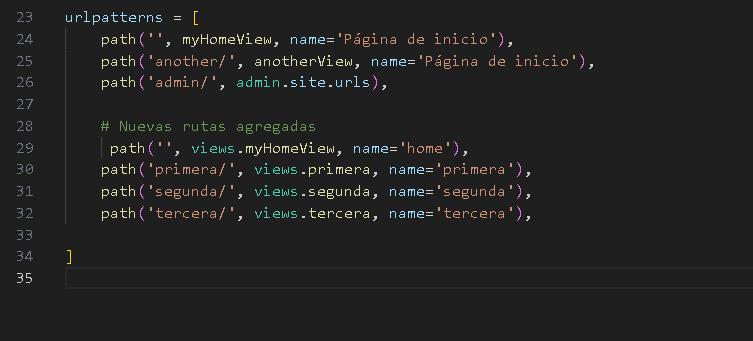 23 urlpatterns = [
24     path('', myHomeView, name='Página de inicio'),
25     path('another/', anotherView, name='Página de inicio'),
26     path('admin/', admin.site.urls),
27
28     # Nuevas rutas agregadas
29      path('', views.myHomeView, name='home'),
30     path('primera/', views.primera, name='primera'),
31     path('segunda/', views.segunda, name='segunda'),
32     path('tercera/', views.tercera, name='tercera'),
33
34 ]
35